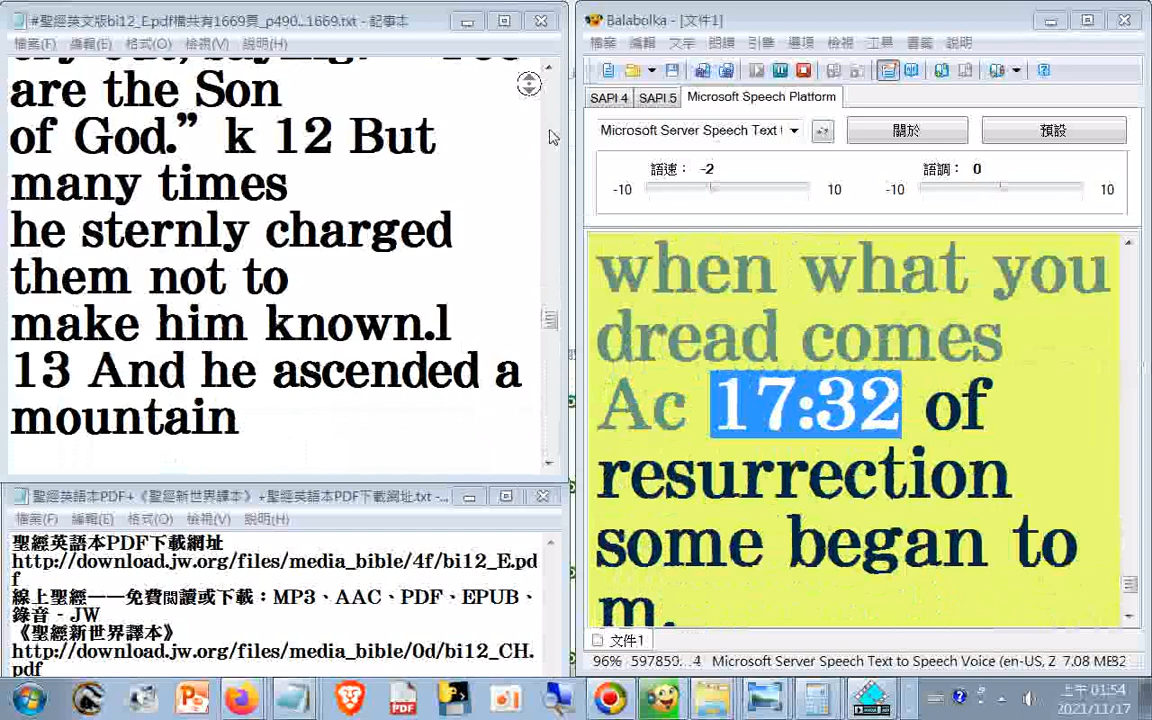 #聖經英文版bi12_E.pdf檔共有1669頁_p490...1669.txt - 記事本
檔案(F) 編輯(E) 格式(O) 檢視(V) 說明(H)
are the Son
of God.” k 12 But
many times
he sternly charged
them not to
make him known.l
13 And he ascended a
mountain
聖經英語本PDF+《聖經新世界譯本》+聖經英語本PDF下載網址.txt -...
檔案(F) 編輯(E) 格式(O) 檢視(V) 說明(H)
聖經英語本PDF下載網址
http://download.jw.org/files/media_bible/4f/bi12_E.pd
f
線上聖經——免費閱讀或下載：MP3、AAC、PDF、EPUB、
錄音 - JW
《聖經新世界譯本》
http://download.jw.org/files/media_bible/0d/bi12_CH.
pdf
Balabolka - [文件1]
檔案 編輯 文字 朗讀 引擎 選項 檢視 工具 書籤 說明
SAPI 4 SAPI 5 Microsoft Speech Platform
Microsoft Server Speech Text 關於 預設
語速： -2 語調： 0
-10 10 -10 10
when what you
dread comes
Ac 17:32 of
resurrection
some began to
m.
文件1
96% 597859...4 Microsoft Server Speech Text to Speech Voice (en-US, Z 7.08 MB
上午 01:54
2021/11/17